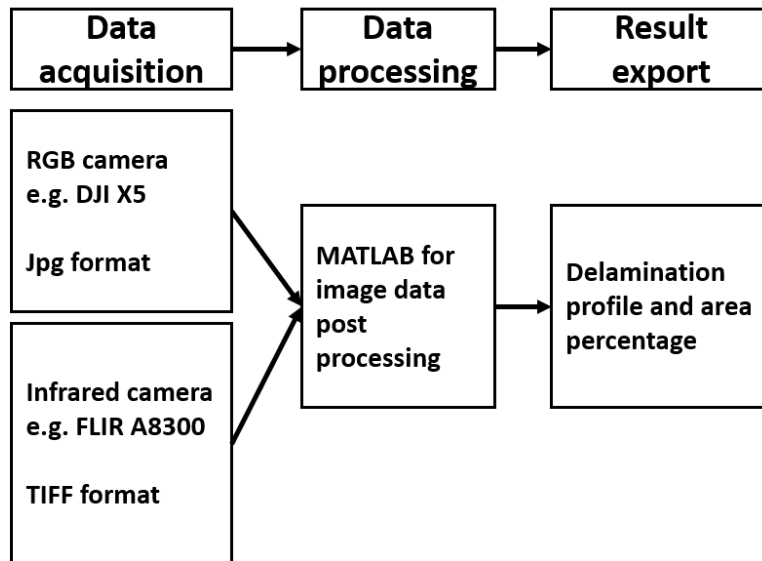 Data
acquisition
Data
processing
Result
export
RGB camera
e.g. DJI X5
Jpg format
Infrared camera
e.g. FLIR A8300
TIFF format
MATLAB for
image data
post
processing
Delamination
profile and area
percentage